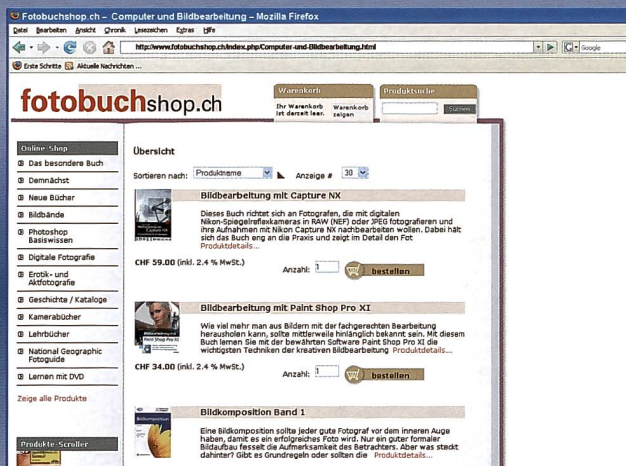 Fotobuchshop.ch – Computer und Bildbearbeitung – Mozilla Firefox
Datei Bearbeiten Ansicht Chronik Lesezeichen Extras Hilfe
http://www.fotobuchshop.ch/index.php/Computer-und-Bildbearbeitung.html
Google
Erste Schritte Aktuelle Nachrichten ...
fotobuchshop.ch
Warenkorb
Ihr Warenkorb
ist derzeit leer.
Warenkorb
zeigen
Produktsuche
Suchen
Online-Shop
Das besondere Buch
Demnächst
Neue Bücher
Bildbände
Photoshop
Basiswissen
Digitale Fotografie
Erotik- und
Aktfotografie
Geschichte / Kataloge
Kamerabücher
Lehrbücher
National Geographic
Fotoguide
Lernen mit DVD
Zeige alle Produkte
Produkte-Scroller
Übersicht
Sortieren nach: Produktname Anzeige # 30
Bildbearbeitung mit Capture NX
Dieses Buch richtet sich an Fotografen, die mit digitalen
Nikon-Spiegelreflexkameras in RAW (NEF) oder JPEG fotografieren und
ihre Aufnahmen mit Nikon Capture NX nachbearbeiten wollen. Dabei hält
sich das Buch eng an die Praxis und zeigt im Detail den Fot
Produktdetails...
CHF 59.00 (inkl. 2.4 % MwSt.)
Anzahl: 1 bestellen
Bildbearbeitung mit Paint Shop Pro XI
Paint Shop Pro XI
Wie viel mehr man aus Bildern mit der fachgerechten Bearbeitung
herausholen kann, sollte mittlerweile hinlänglich bekannt sein. Mit diesem
Buch lernen Sie mit der bewährten Software Paint Shop Pro XI die
wichtigsten Techniken der kreativen Bildbearbeitung Produktdetails...
CHF 34.00 (inkl. 2.4 % MwSt.)
Anzahl: 1 bestellen
Bildkomposition Band 1
Bildkomposition
Eine Bildkomposition sollte jeder gute Fotograf vor dem inneren Auge
haben, damit es ein erfolgreiches Foto wird. Nur ein guter formaler
Bildaufbau fesselt die Aufmerksamkeit des Betrachters. Aber was steckt
dahinter? Gibt es Grundregeln oder sollten die Produktdetails...